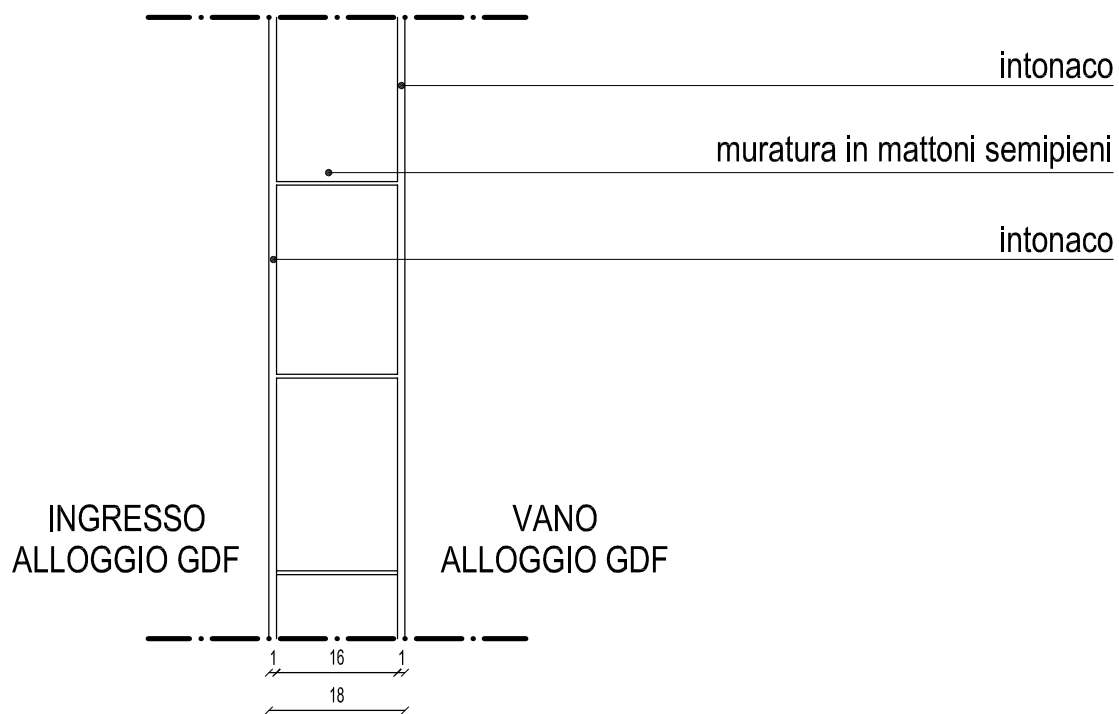 intonaco
muratura in mattoni semipieni
intonaco
INGRESSO
ALLOGGIO GDF
VANO
ALLOGGIO GDF
1 16 1
18